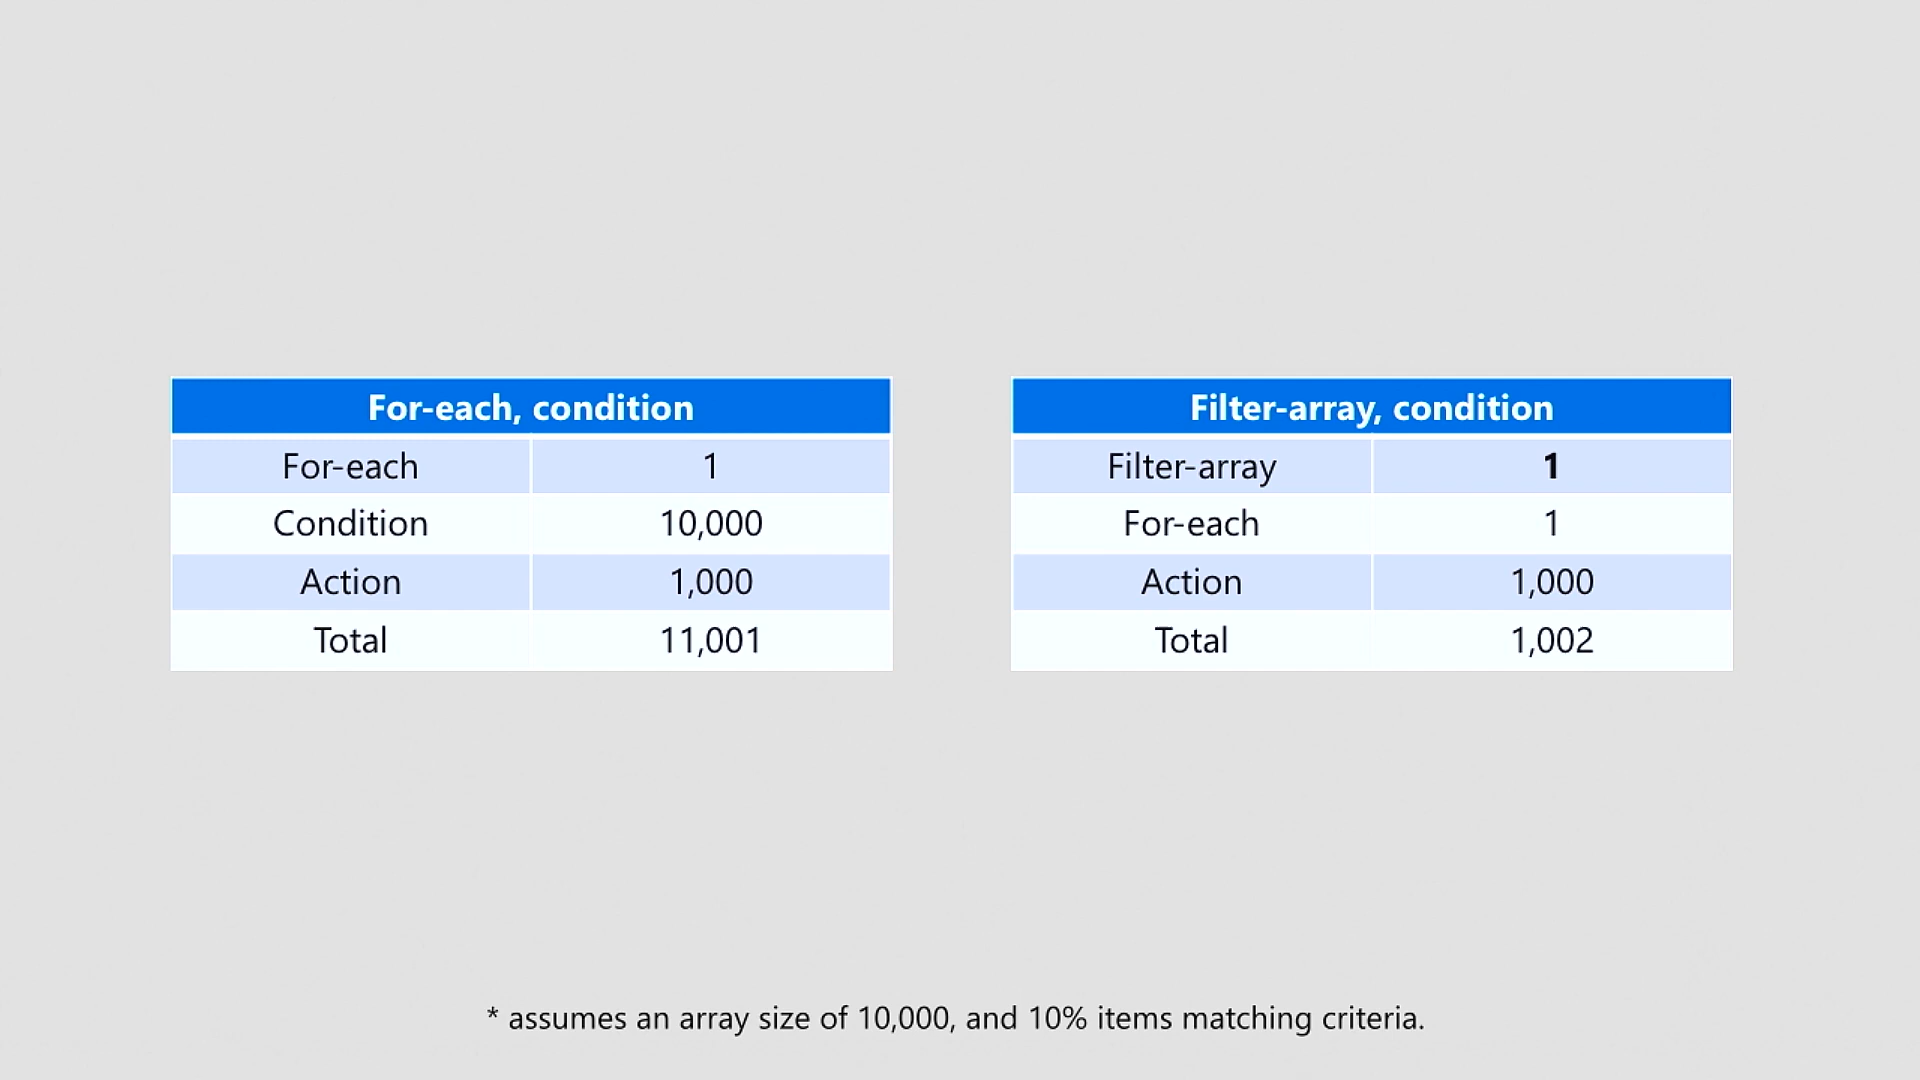 For-each, condition
For-each 1
Condition 10,000
Action 1,000
Total 11,001
Filter-array, condition
Filter-array 1
For-each 1
Action 1,000
Total 1,002
* assumes an array size of 10,000, and 10% items matching criteria.